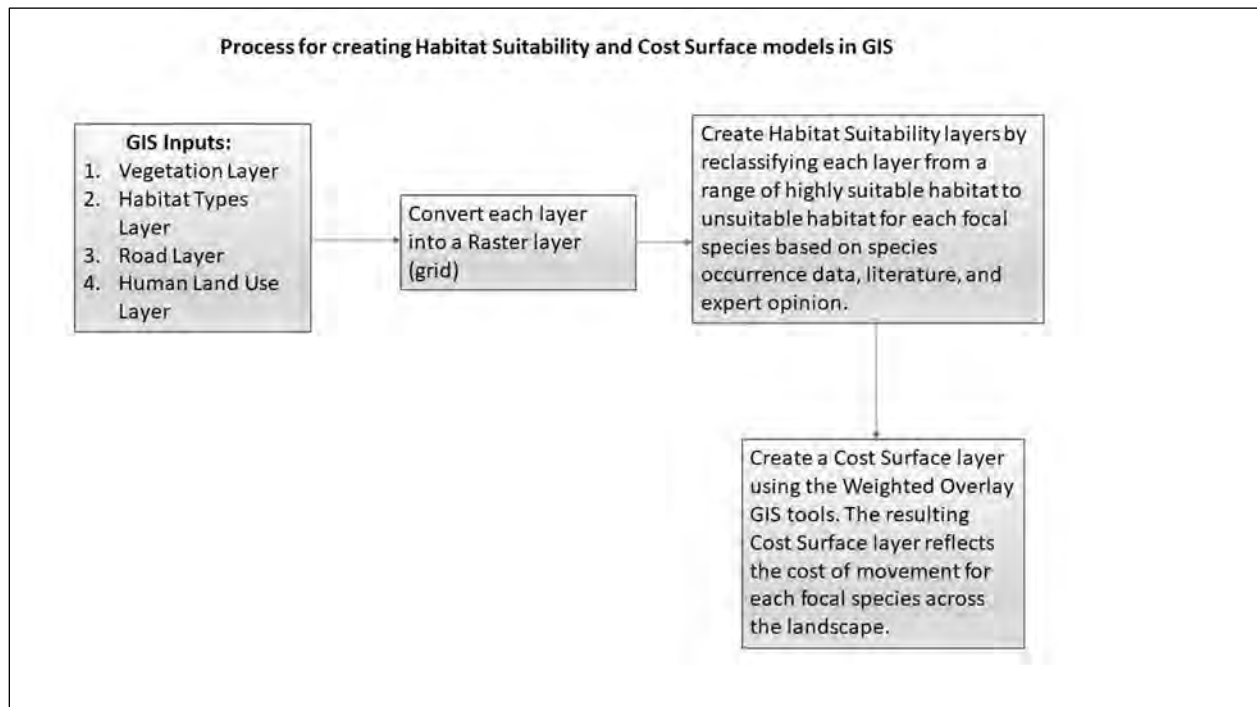 Process for creating Habitat Suitability and Cost Surface models in GIS
GIS Inputs:
1. Vegetation Layer
2. Habitat Types
Layer
3. Road Layer
4. Human Land Use
Layer
Convert each layer
into a Raster layer
(grid)
Create Habitat Suitability layers by
reclassifying each layer from a
range of highly suitable habitat to
unsuitable habitat for each focal
species based on species
occurrence data, literature, and
expert opinion.
Create a Cost Surface layer
using the Weighted Overlay
GIS tools. The resulting
Cost Surface layer reflects
the cost of movement for
each focal species across
the landscape.